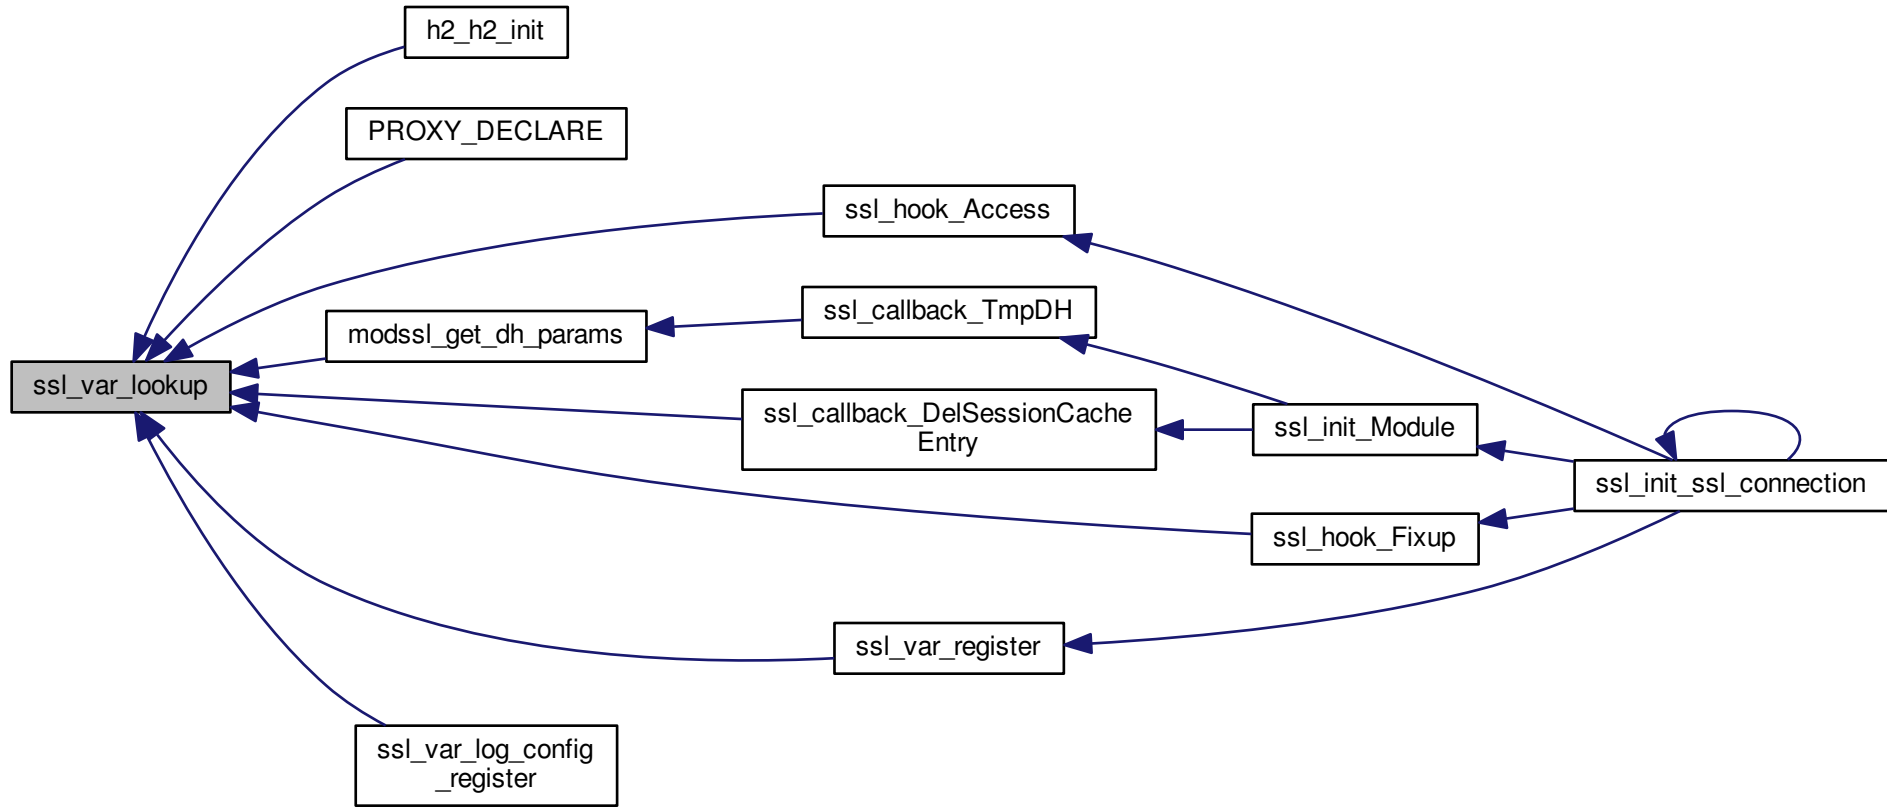 h2_h2_init
PROXY_DECLARE
ssl_hook_Access
ssl_callback_TmpDH
modssl_get_dh_params
ssl_var_lookup
ssl_callback_DelSessionCache
Entry
ssl_init_Module
ssl_init_ssl_connection
ssl_hook_Fixup
ssl_var_register
ssl_var_log_config
_register